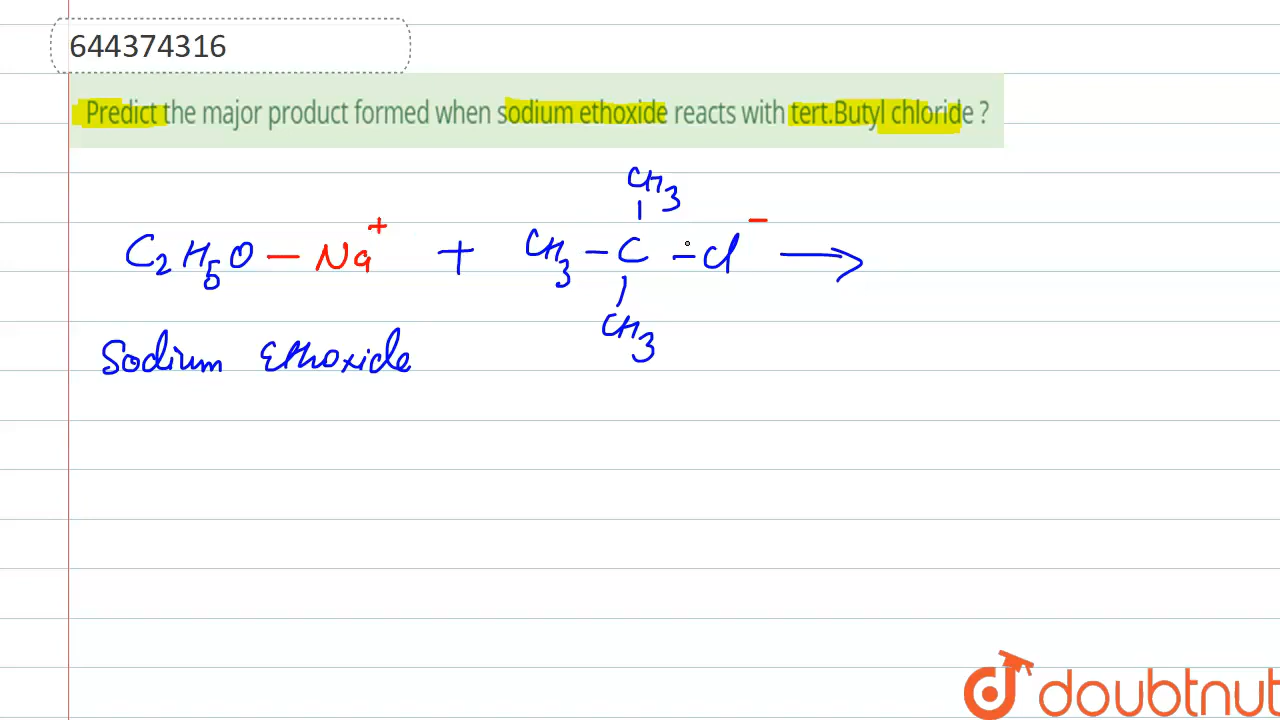 644374316
Predict the major product formed when sodium ethoxide reacts with tert.Butyl chloride ?
CH3
C2H5O – Na+ + CH3 – C – Cl– →
CH3
Sodium Ethoxide
doubtnut